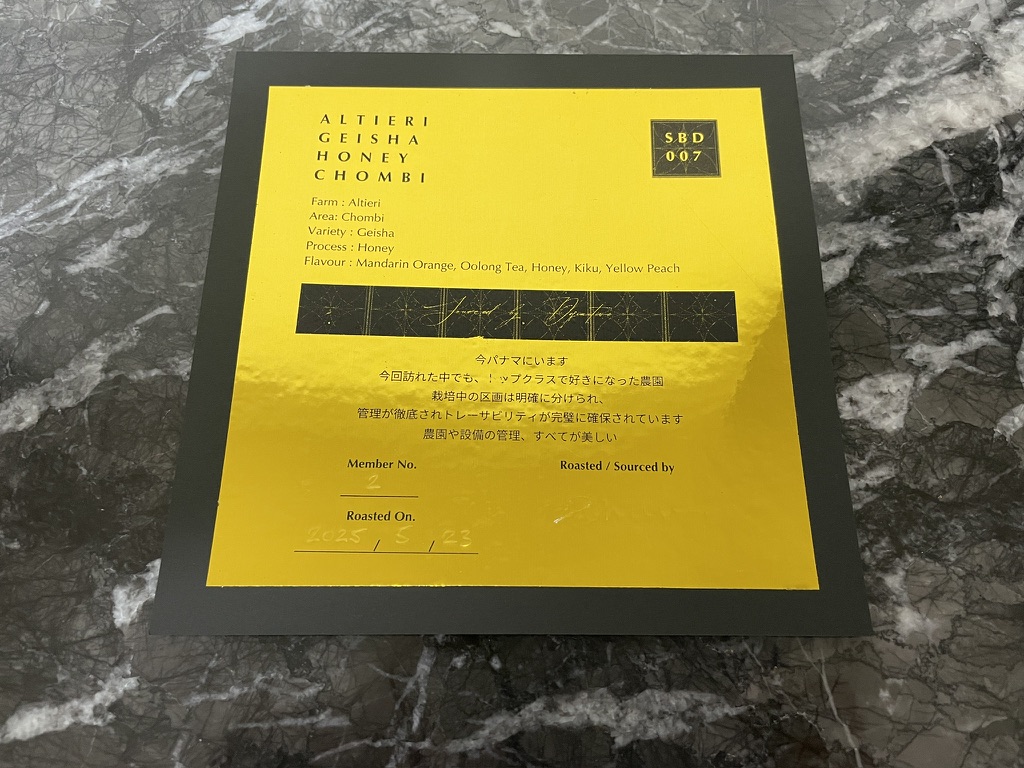 ALTIERI
GEISHA
HONEY
CHOMBI
SBD
007
Farm : Altieri
Area: Chombi
Variety : Geisha
Process : Honey
Flavour : Mandarin Orange, Oolong Tea, Honey, Kiku, Yellow Peach
Sourced by
今パナマにいます
今回訪れた中でも、トップクラスで好きになった農園
栽培中の区画は明確に分けられ、
管理が徹底されトレーサビリティが完璧に確保されています
農園や設備の管理、すべてが美しい
Member No.
2
Roasted / Sourced by
Roasted On.
2025 / 5 / 23